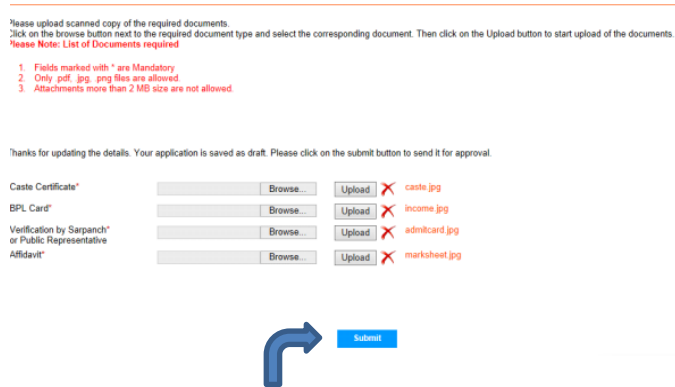 Please upload scanned copy of the required documents.
Click on the browse button next to the required document type and select the corresponding document. Then click on the Upload button to start upload of the documents.
Please Note: List of Documents required
1. Fields marked with * are Mandatory
2. Only .pdf, .jpg, .png files are allowed.
3. Attachments more than 2 MB size are not allowed.
Thanks for updating the details. Your application is saved as draft. Please click on the submit button to send it for approval.
Caste Certificate* Browse... Upload caste.jpg
BPL Card* Browse... Upload income.jpg
Verification by Sarpanch* Browse... Upload admitcard.jpg
or Public Representative
Affidavit* Browse... Upload marksheet.jpg
Submit